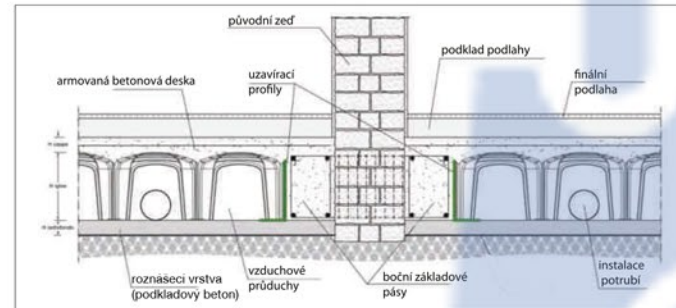 původní zeď
podklad podlahy
armovaná betonová deska
uzavírací
profily
finální
podlaha
roznášecí vrstva
(podkladový beton)
vzduchové
průduchy
boční základové
pásy
instalace
potrubí